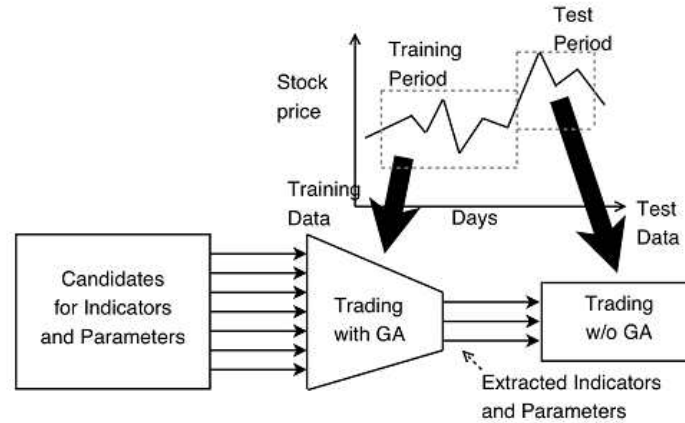 Test
Period
Training
Period
Stock
price
Training
Data
Days
Test
Data
Candidates
for Indicators
and Parameters
Trading
with GA
Trading
w/o GA
Extracted Indicators
and Parameters